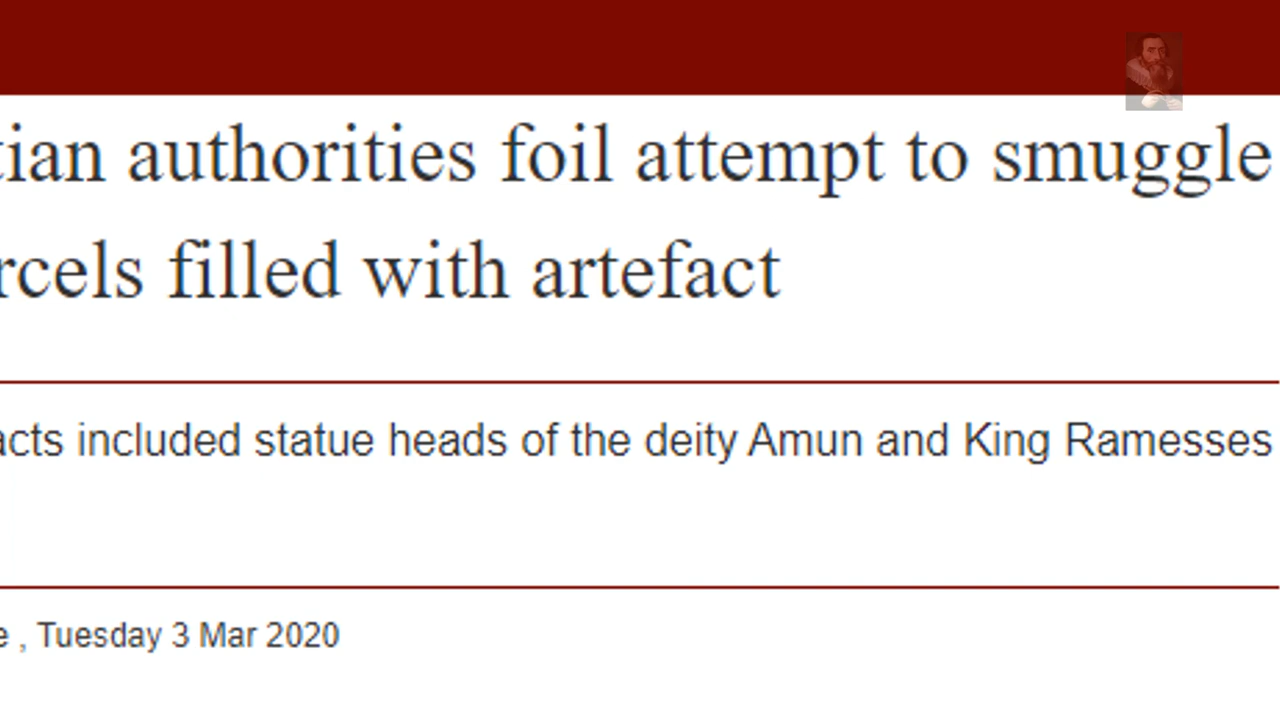 tian authorities foil attempt to smuggle
rcels filled with artefact
acts included statue heads of the deity Amun and King Ramesses
e , Tuesday 3 Mar 2020